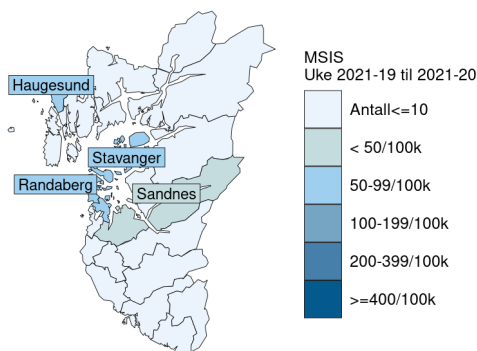 MSIS
Uke 2021-19 til 2021-20
Haugesund
Antall<=10
Stavanger
< 50/100k
Randaberg
Sandnes
50-99/100k
100-199/100k
200-399/100k
>=400/100k